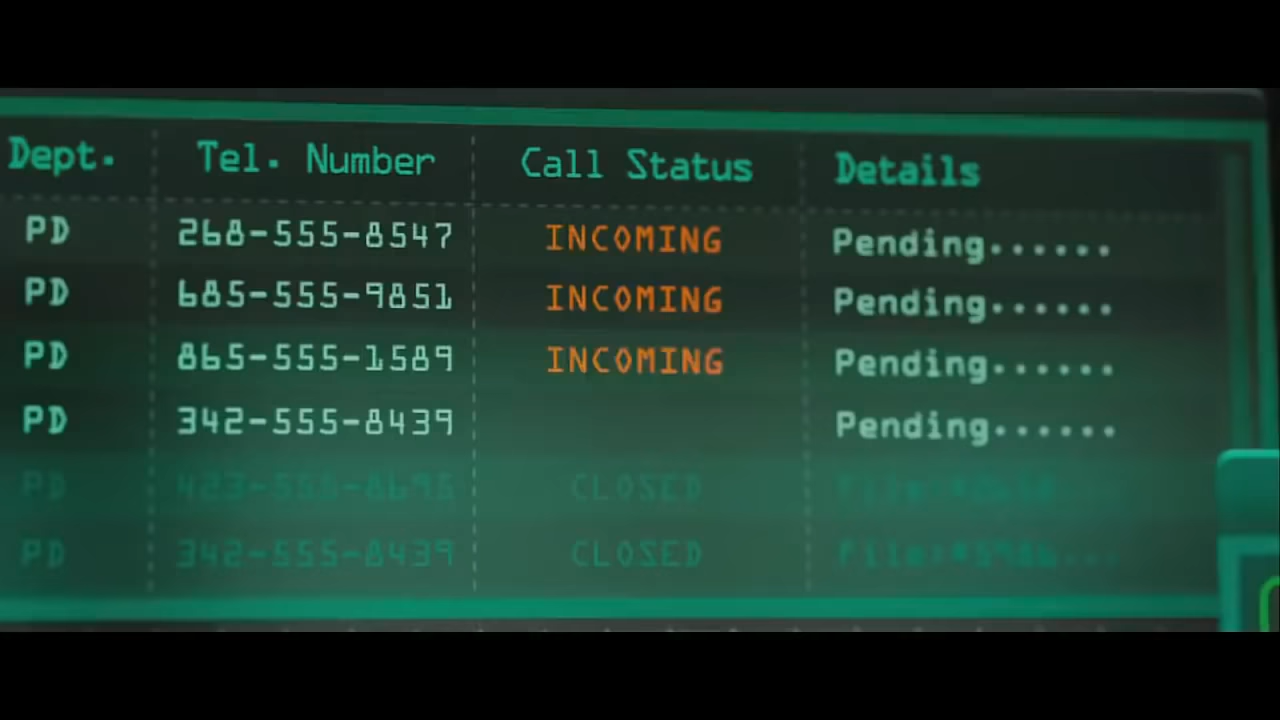 Dept. Tel. Number Call Status Details
PD 268-555-8547 INCOMING Pending......
PD 685-555-9851 INCOMING Pending......
PD 865-555-1589 INCOMING Pending......
PD 342-555-8439 Pending......
PD CLOSED
PD 342-555-8439 CLOSED